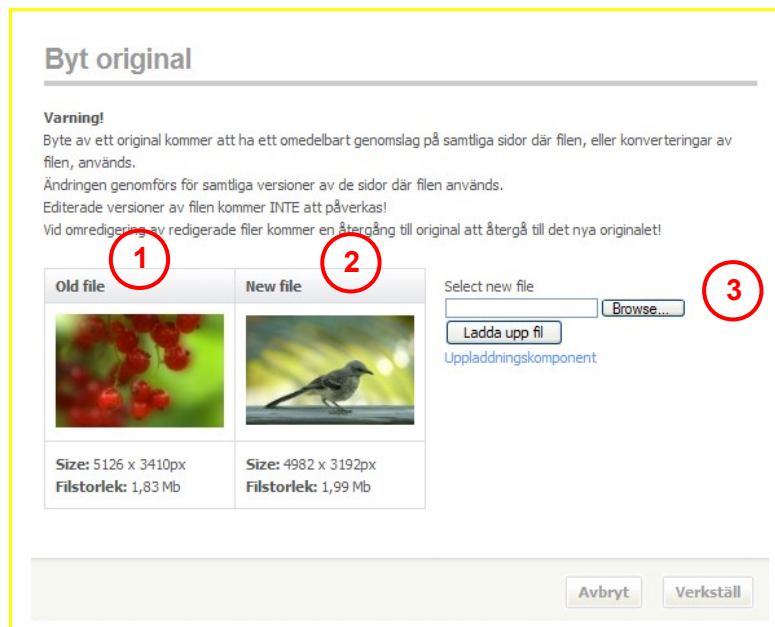 Byt original
Varning!
Byte av ett original kommer att ha ett omedelbart genomslag på samtliga sidor där filen, eller konverteringar av
filen, används.
Ändringen genomförs för samtliga versioner av de sidor där filen används.
Editerade versioner av filen kommer INTE att påverkas!
Vid omredigering av redigerade filer kommer en återgång till original att återgå till det nya originalet!
1
2
3
Old file
New file
Select new file
Browse...
Ladda upp fil
Uppladdningskomponent
Size: 5126 x 3410px
Filstorlek: 1,83 Mb
Size: 4982 x 3192px
Filstorlek: 1,99 Mb
Avbryt
Verkställ